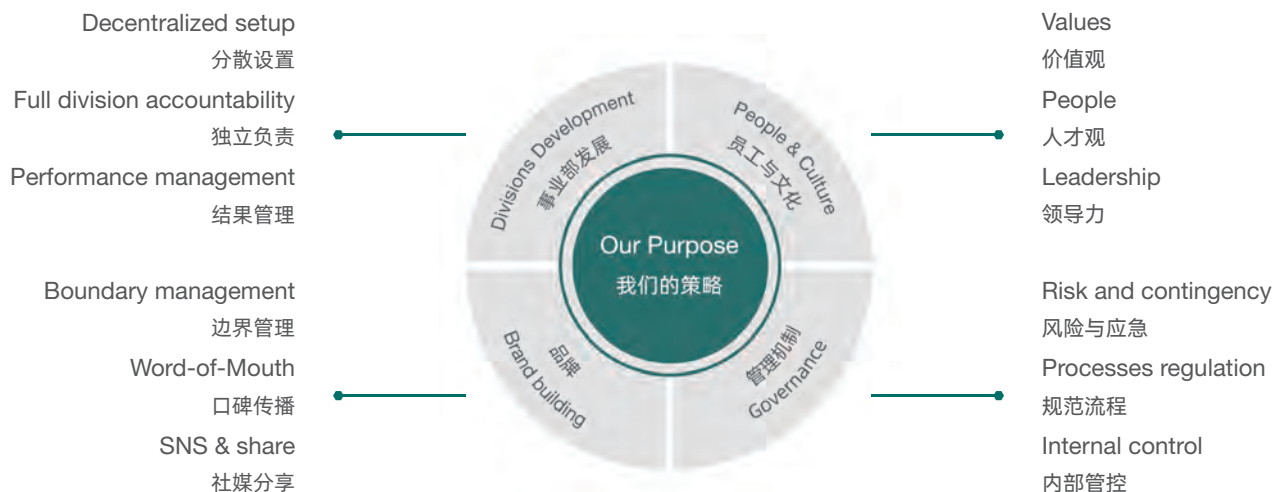 Decentralized setup
分散设置
Full division accountability
独立负责
Performance management
结果管理
Boundary management
边界管理
Word-of-Mouth
口碑传播
SNS & share
社媒分享
Divisions Development
事业部发展
People & Culture
员工与文化
Our Purpose
我们的策略
品牌
Brand building
管理机制
Governance
Values
价值观
People
人才观
Leadership
领导力
Risk and contingency
风险与应急
Processes regulation
规范流程
Internal control
内部管控